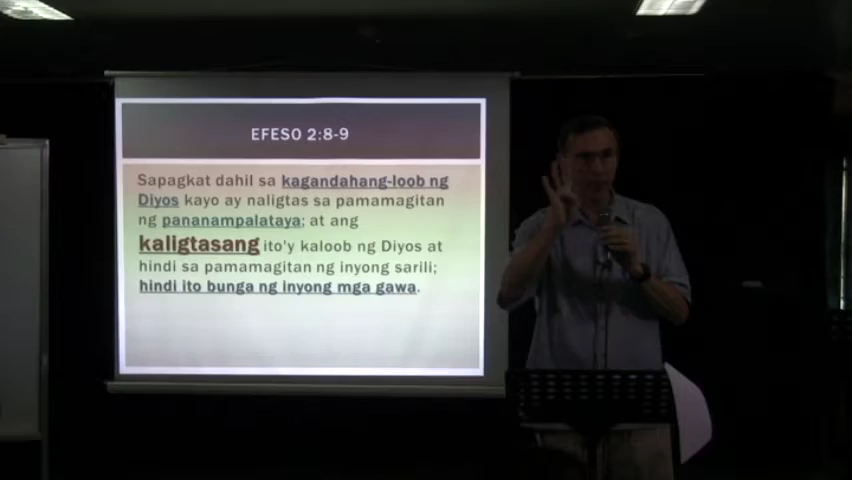 EFESO 2:8-9
Sapagkat dahil sa kagandahang-loob ng
Diyos kayo ay naligtas sa pamamagitan
ng pananampalataya; at ang
kaligtasang ito'y kaloob ng Diyos at
hindi sa pamamagitan ng inyong sarili;
hindi ito bunga ng inyong mga gawa.